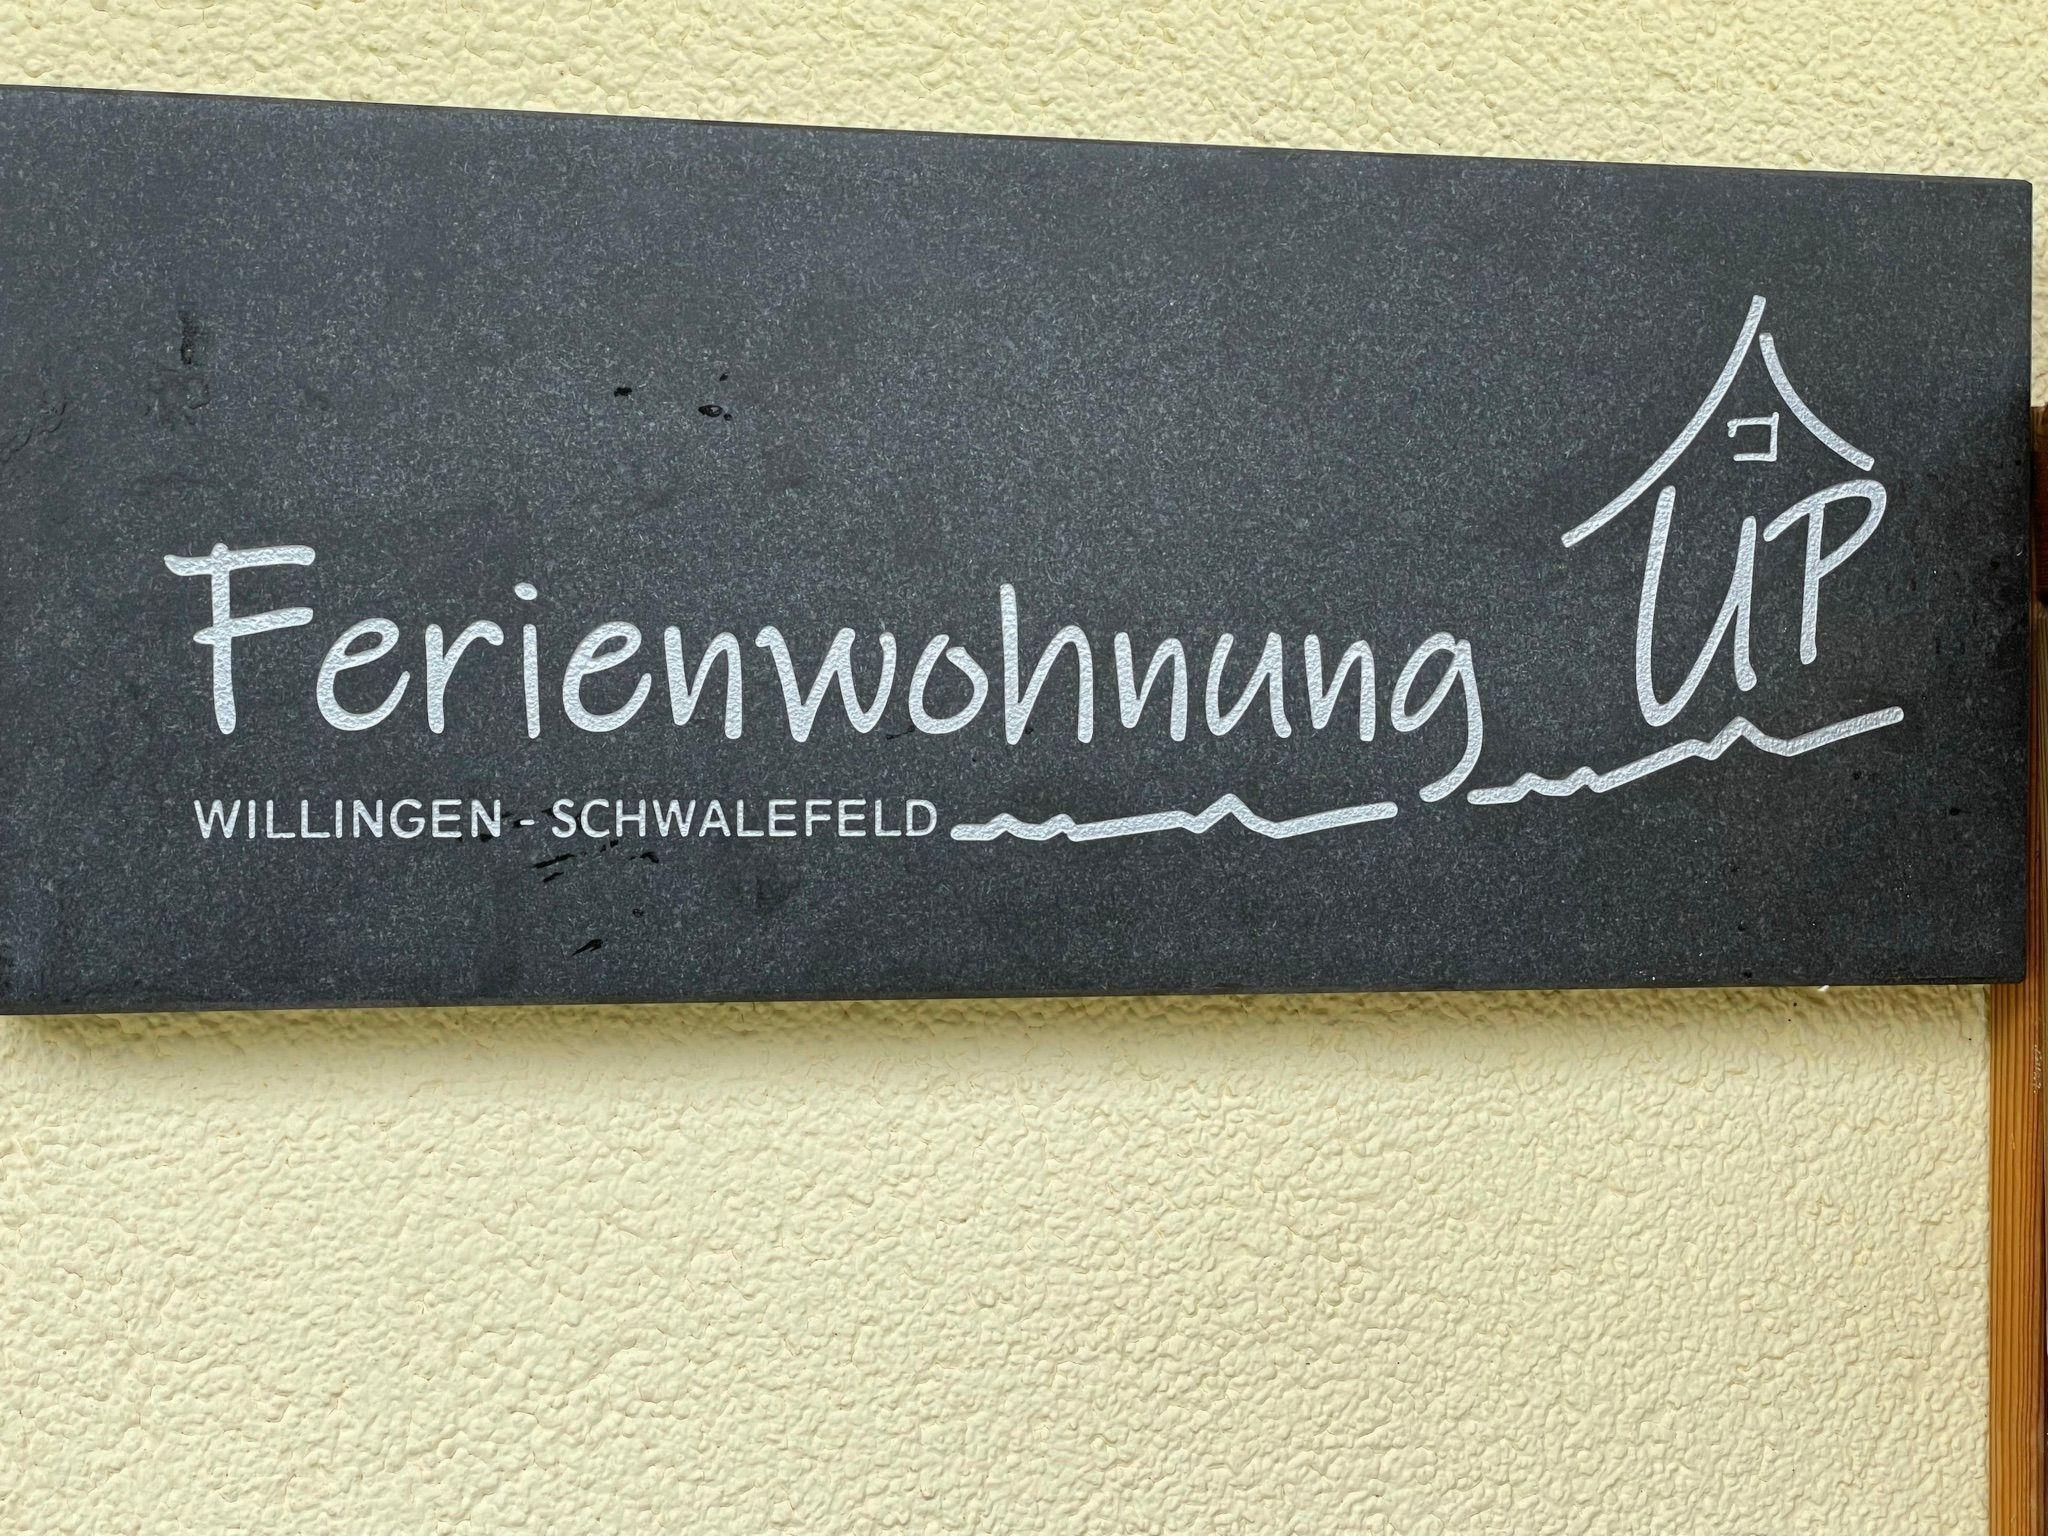 Ferienwohnung UP
WILLINGEN - SCHWALEFELD